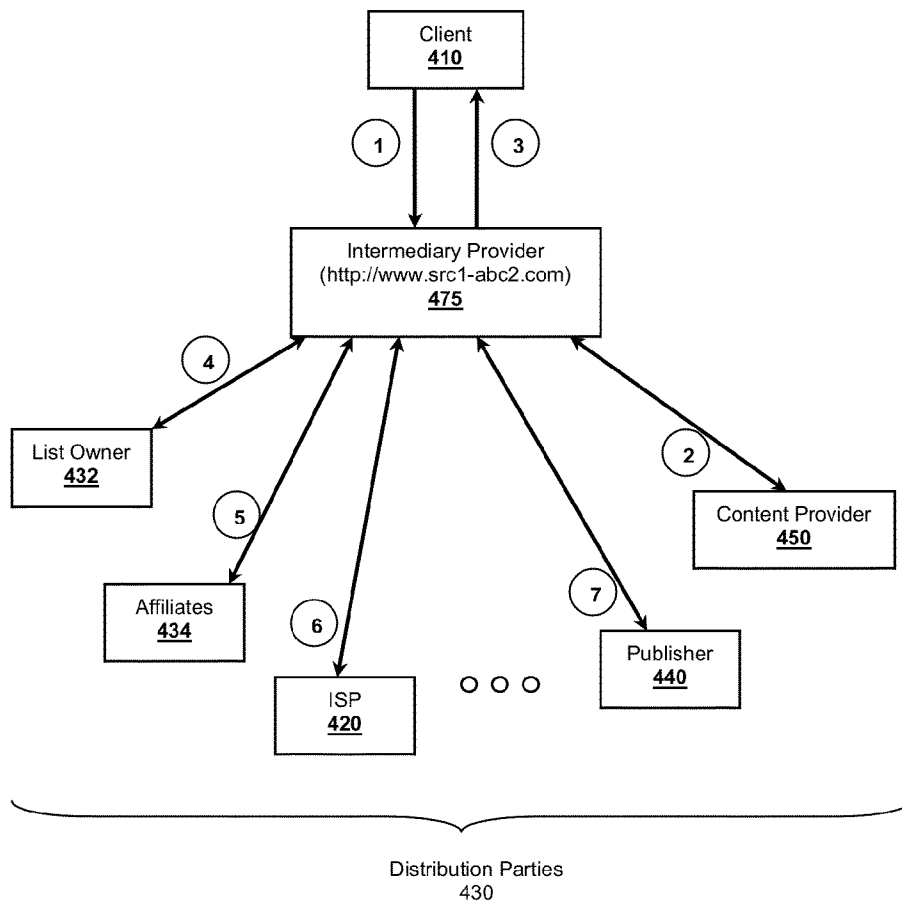 Client
410
1
3
Intermediary Provider
(http://www.src1-abc2.com)
475
4
List Owner
432
2
Content Provider
450
5
Affiliates
434
6
7
ISP
420
Publisher
440
Distribution Parties
430